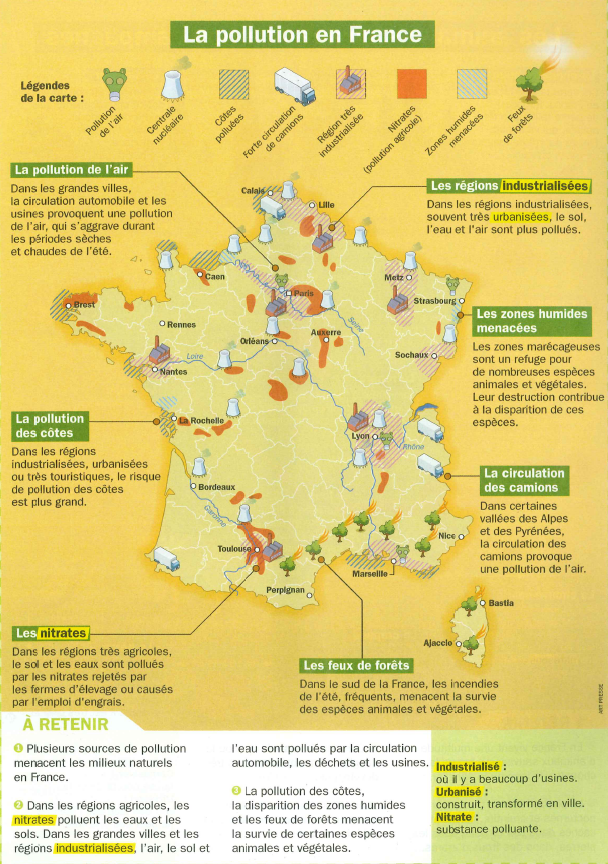 La pollution en France
Légendes
de la carte :
Pollution
de l'air
Centrale
nucléaire
Côtes
polluées
Forte circulation
de camions
Région très
industrialisée
Nitrates
(pollution agricole)
Zones humides
menacées
Feux
de forêts
La pollution de l'air
Dans les grandes villes,
la circulation automobile et les
usines provoquent une pollution
de l'air, qui s'aggrave durant
les périodes sèches
et chaudes de l'été.
Les régions industrialisées
Dans les régions industrialisées,
souvent très urbanisées, le sol,
l'eau et l'air sont plus pollués.
Calais
Lille
Caen
Paris
Metz
Strasbourg
Brest
Rennes
Orléans
Auxerre
Seine
Sochaux
Nantes
Loire
La Rochelle
Lyon
Rhône
Bordeaux
Garonne
Toulouse
Nice
Marseille
Perpignan
Bastia
Ajaccio
Les zones humides
menacées
Les zones marécageuses
sont un refuge pour
de nombreuses espèces
animales et végétales.
Leur destruction contribue
à la disparition de ces
espèces.
La pollution
des côtes
Dans les régions
industrialisées, urbanisées
ou très touristiques, le risque
de pollution des côtes
est plus grand.
La circulation
des camions
Dans certaines
vallées des Alpes
et des Pyrénées,
la circulation des
camions provoque
une pollution de l'air.
Les nitrates
Dans les régions très agricoles,
le sol et les eaux sont pollués
par les nitrates rejetés par
les fermes d'élevage ou causés
par l'emploi d'engrais.
Les feux de forêts
Dans le sud de la France, les incendies
de l'été, fréquents, menacent la survie
des espèces animales et végétales.
ART PRESSE
À RETENIR
1 Plusieurs sources de pollution
menacent les milieux naturels
en France.
2 Dans les régions agricoles, les
nitrates polluent les eaux et les
sols. Dans les grandes villes et les
régions industrialisées, l'air, le sol et
l'eau sont pollués par la circulation
automobile, les déchets et les usines.
3 La pollution des côtes,
la disparition des zones humides
et les feux de forêts menacent
la survie de certaines espèces
animales et végétales.
Industrialisé :
où il y a beaucoup d'usines.
Urbanisé :
construit, transformé en ville.
Nitrate :
substance polluante.